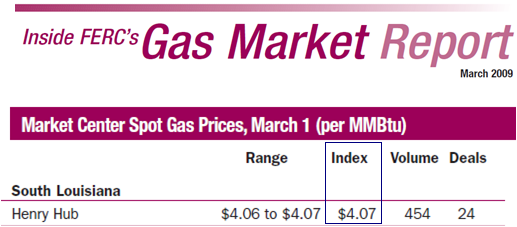 Inside FERC's Gas Market Report
March 2009
Market Center Spot Gas Prices, March 1 (per MMBtu)
Range Index Volume Deals
South Louisiana
Henry Hub $4.06 to $4.07 $4.07 454 24